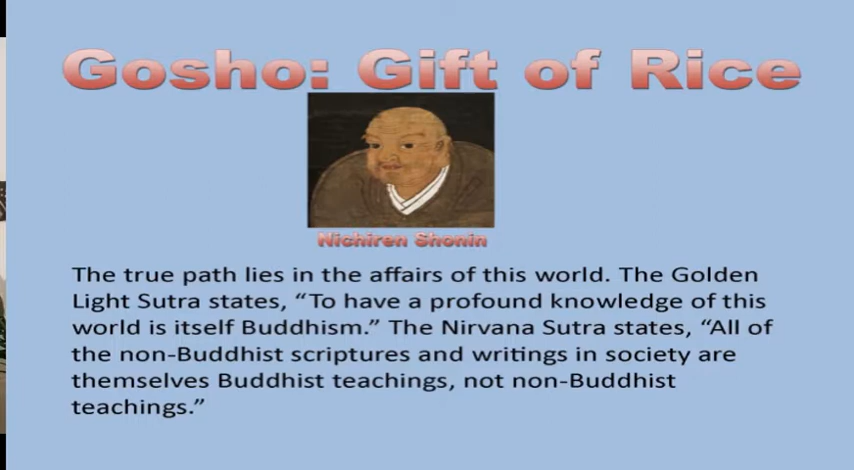 Gosho: Gift of Rice
Nichiren Shonin
The true path lies in the affairs of this world. The Golden
Light Sutra states, “To have a profound knowledge of this
world is itself Buddhism.” The Nirvana Sutra states, “All of
the non-Buddhist scriptures and writings in society are
themselves Buddhist teachings, not non-Buddhist
teachings.”